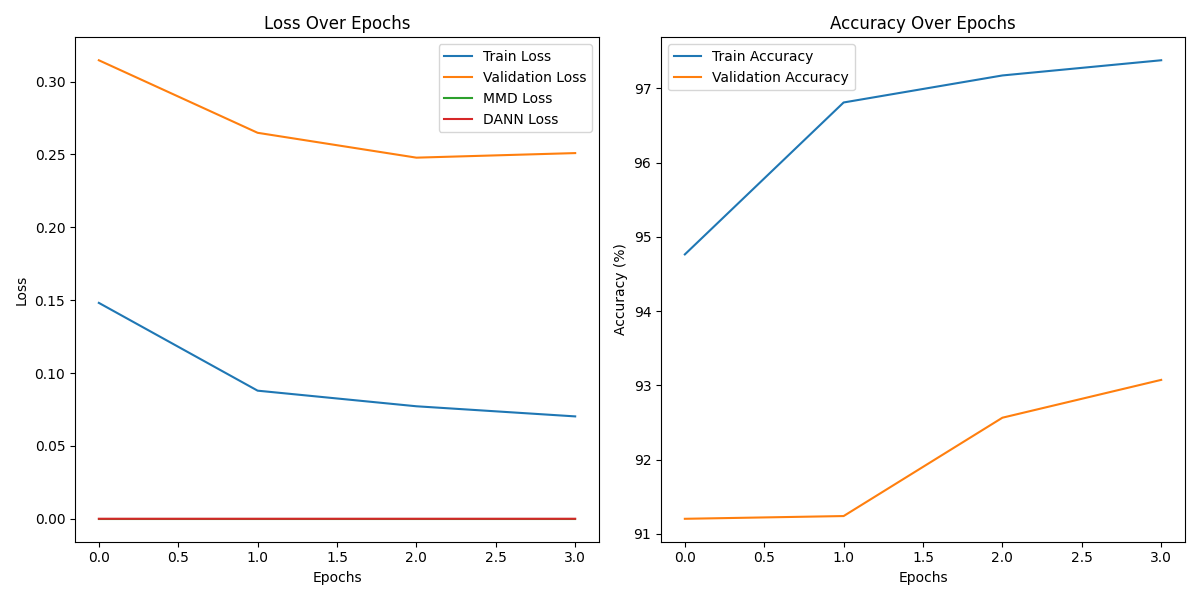 Loss Over Epochs
Train Loss
Validation Loss
MMD Loss
DANN Loss
0.30
0.25
0.20
0.15
0.10
0.05
0.00
Loss
0.0 0.5 1.0 1.5 2.0 2.5 3.0
Epochs
Accuracy Over Epochs
Train Accuracy
Validation Accuracy
97
96
95
94
93
92
91
Accuracy (%)
0.0 0.5 1.0 1.5 2.0 2.5 3.0
Epochs